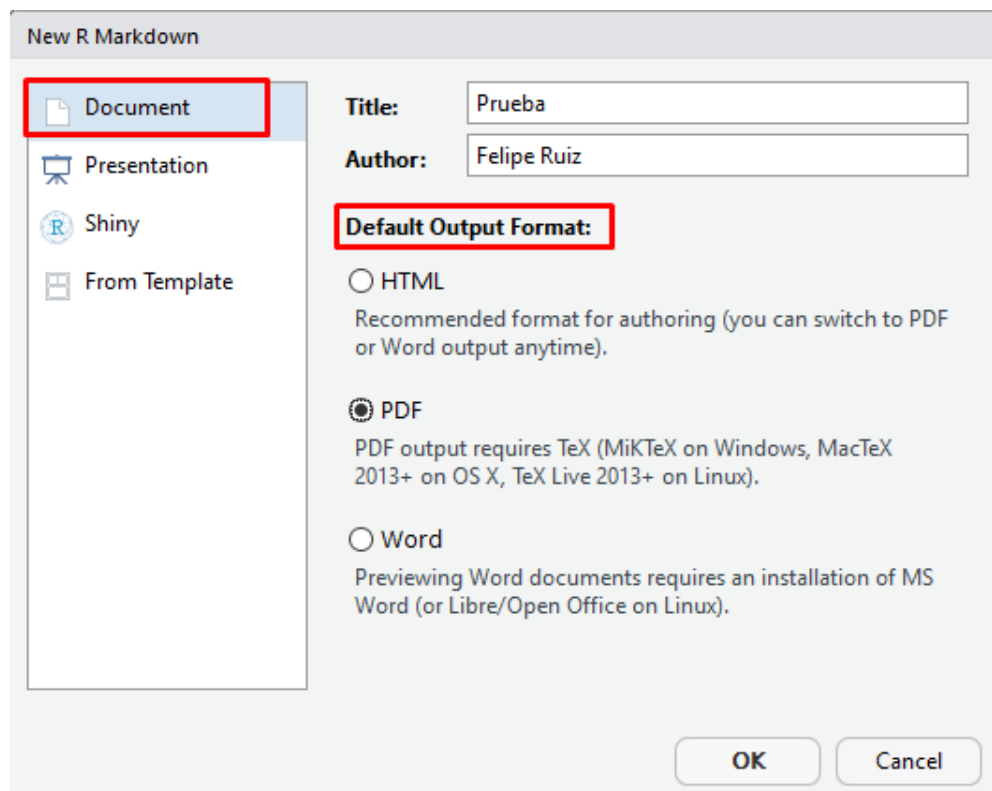 New R Markdown
Document
Presentation
Shiny
From Template
Title:
Prueba
Author:
Felipe Ruiz
Default Output Format:
HTML
Recommended format for authoring (you can switch to PDF
or Word output anytime).
PDF
PDF output requires TeX (MiKTeX on Windows, MacTeX
2013+ on OS X, TeX Live 2013+ on Linux).
Word
Previewing Word documents requires an installation of MS
Word (or Libre/Open Office on Linux).
OK
Cancel